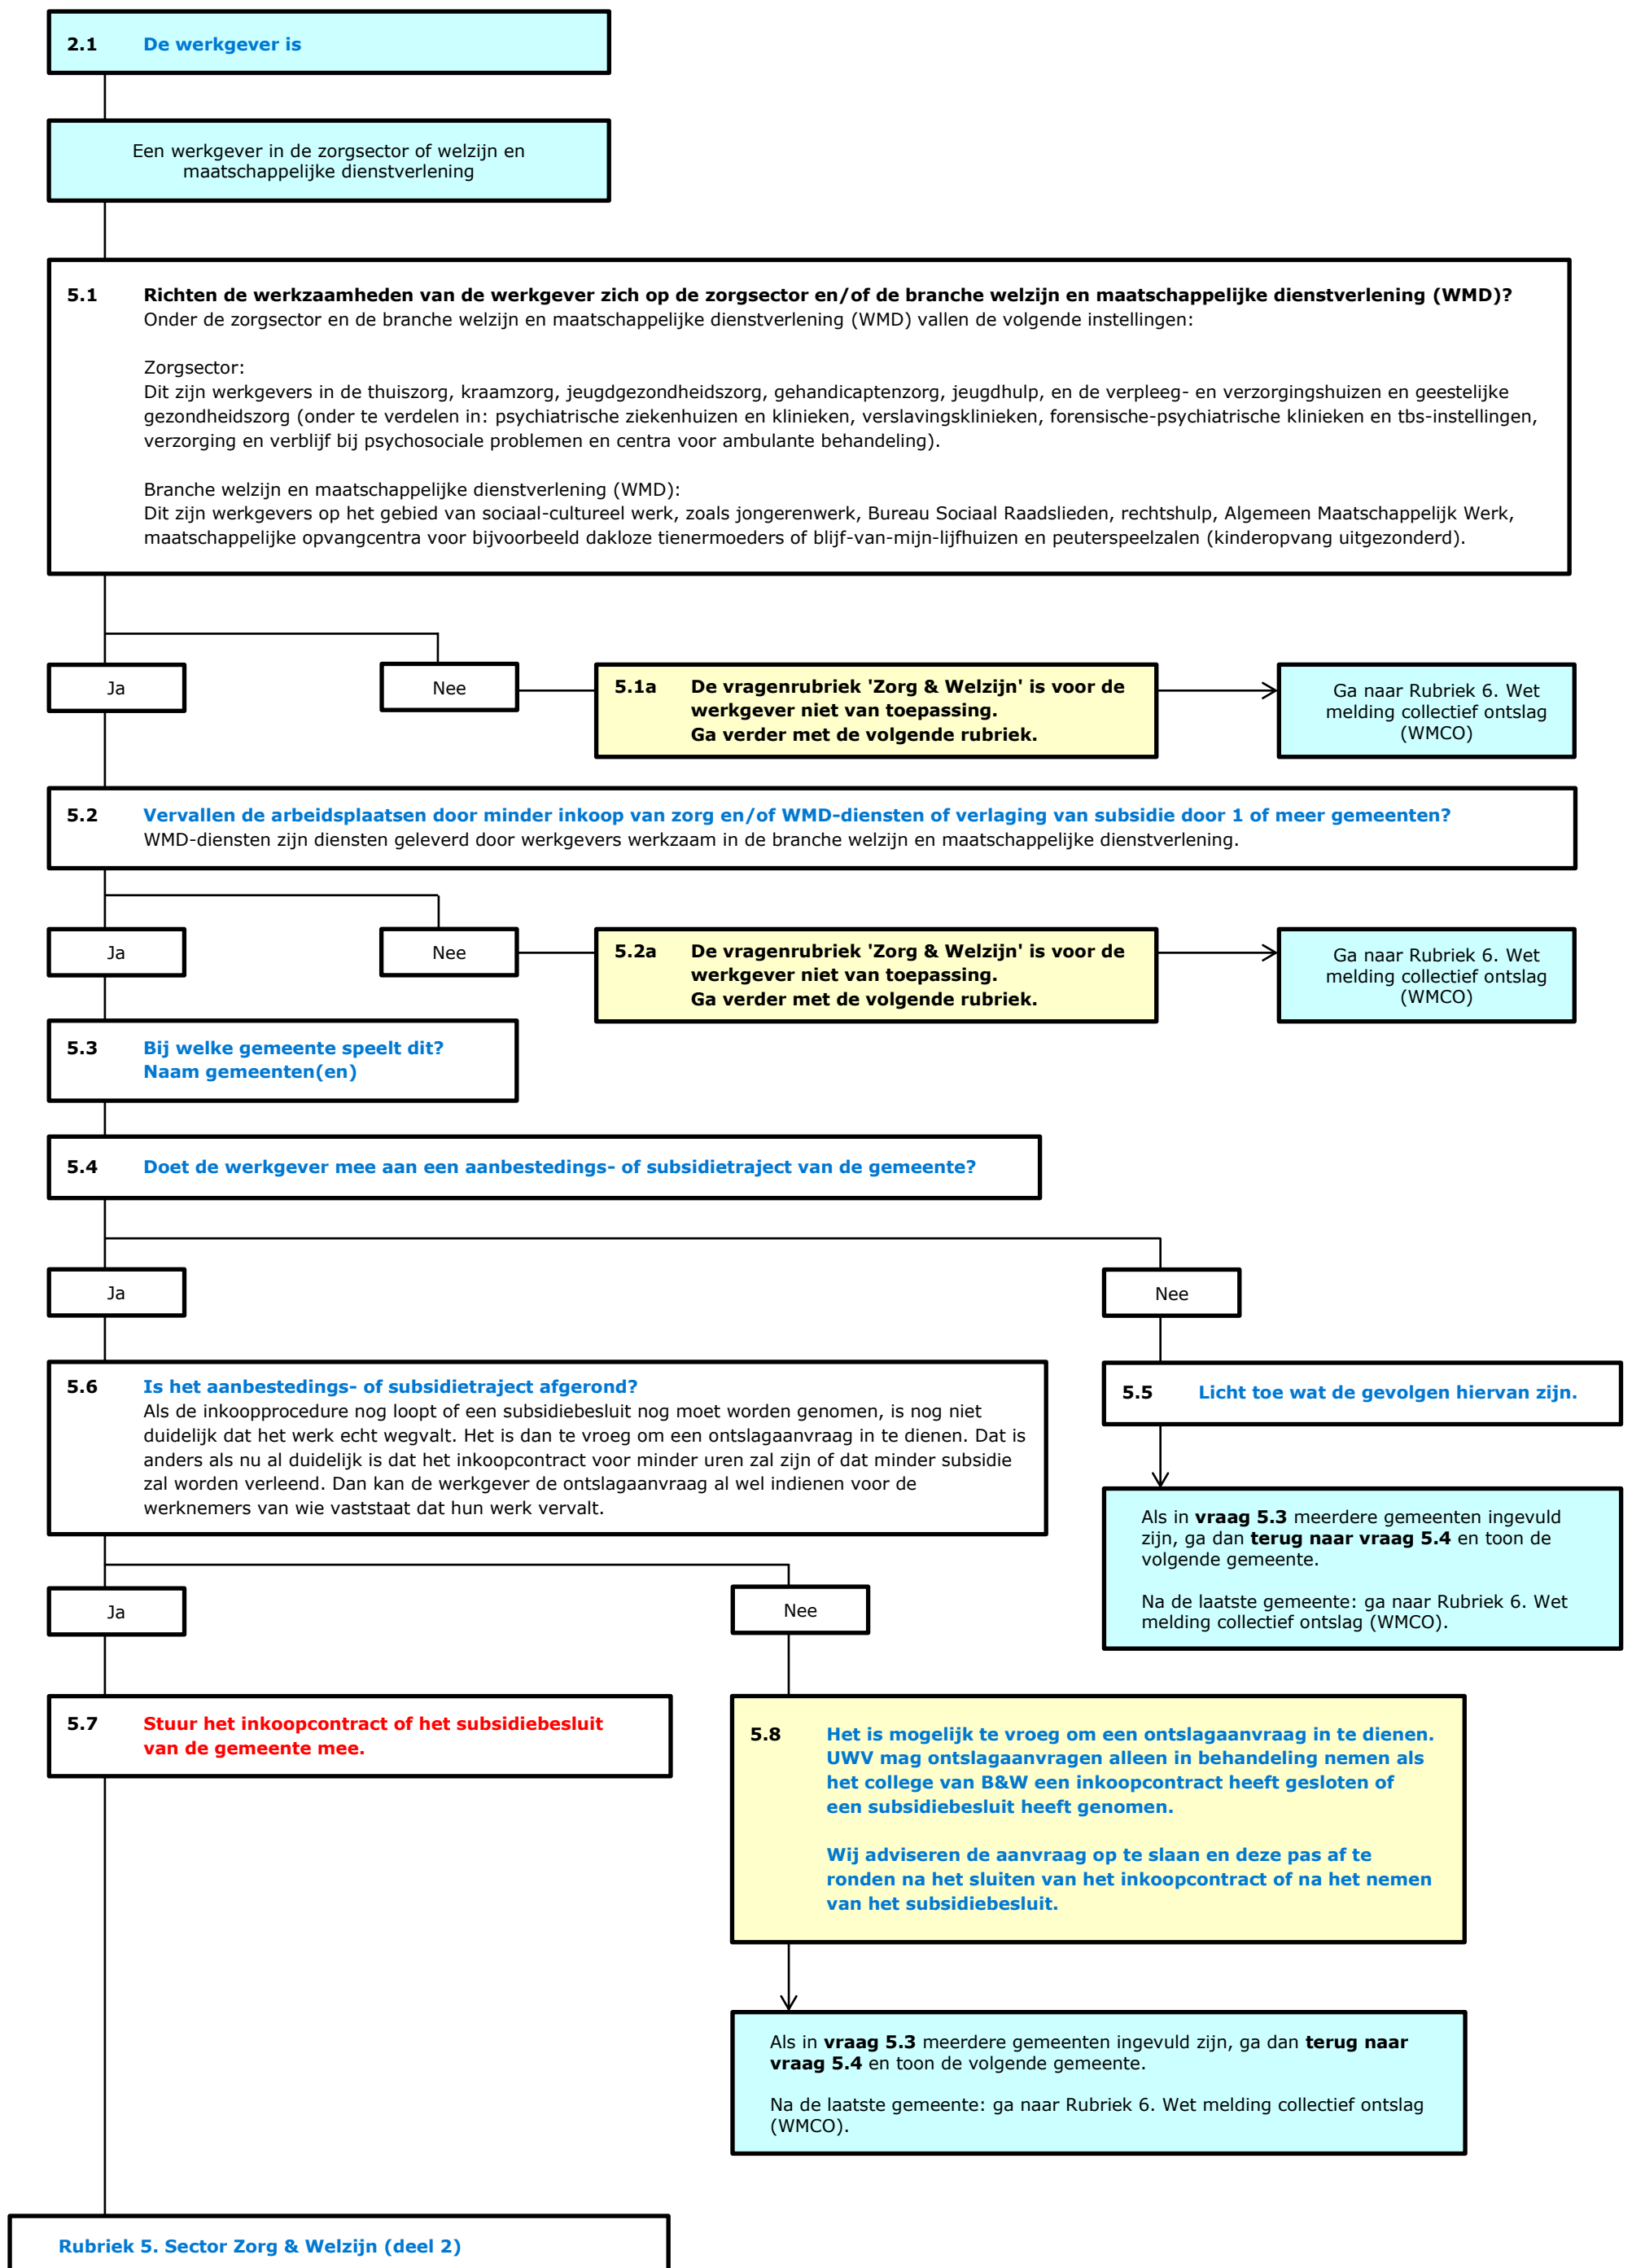 2.1 De werkgever is
Een werkgever in de zorgsector of welzijn en
maatschappelijke dienstverlening
5.1 Richten de werkzaamheden van de werkgever zich op de zorgsector en/of de branche welzijn en maatschappelijke dienstverlening (WMD)?
Onder de zorgsector en de branche welzijn en maatschappelijke dienstverlening (WMD) vallen de volgende instellingen:
Zorgsector:
Dit zijn werkgevers in de thuiszorg, kraamzorg, jeugdgezondheidszorg, gehandicaptenzorg, jeugdhulp, en de verpleeg- en verzorgingshuizen en geestelijke
gezondheidszorg (onder te verdelen in: psychiatrische ziekenhuizen en klinieken, verslavingsklinieken, forensische-psychiatrische klinieken en tbs-instellingen,
verzorging en verblijf bij psychosociale problemen en centra voor ambulante behandeling).
Branche welzijn en maatschappelijke dienstverlening (WMD):
Dit zijn werkgevers op het gebied van sociaal-cultureel werk, zoals jongerenwerk, Bureau Sociaal Raadslieden, rechtshulp, Algemeen Maatschappelijk Werk,
maatschappelijke opvangcentra voor bijvoorbeeld dakloze tienermoeders of blijf-van-mijn-lijfhuizen en peuterspeelzalen (kinderopvang uitgezonderd).
Ja
Nee
5.1a De vragenrubriek 'Zorg & Welzijn' is voor de
werkgever niet van toepassing.
Ga verder met de volgende rubriek.
Ga naar Rubriek 6. Wet
melding collectief ontslag
(WMCO)
5.2 Vervallen de arbeidsplaatsen door minder inkoop van zorg en/of WMD-diensten of verlaging van subsidie door 1 of meer gemeenten?
WMD-diensten zijn diensten geleverd door werkgevers werkzaam in de branche welzijn en maatschappelijke dienstverlening.
Ja
Nee
5.2a De vragenrubriek 'Zorg & Welzijn' is voor de
werkgever niet van toepassing.
Ga verder met de volgende rubriek.
Ga naar Rubriek 6. Wet
melding collectief ontslag
(WMCO)
5.3 Bij welke gemeente speelt dit?
Naam gemeenten(en)
5.4 Doet de werkgever mee aan een aanbestedings- of subsidietraject van de gemeente?
Ja
Nee
5.6 Is het aanbestedings- of subsidietraject afgerond?
Als de inkoopprocedure nog loopt of een subsidiebesluit nog moet worden genomen, is nog niet
duidelijk dat het werk echt wegvalt. Het is dan te vroeg om een ontslagaanvraag in te dienen. Dat is
anders als nu al duidelijk is dat het inkoopcontract voor minder uren zal zijn of dat minder subsidie
zal worden verleend. Dan kan de werkgever de ontslagaanvraag al wel indienen voor de
werknemers van wie vaststaat dat hun werk vervalt.
5.5 Licht toe wat de gevolgen hiervan zijn.
Als in vraag 5.3 meerdere gemeenten ingevuld
zijn, ga dan terug naar vraag 5.4 en toon de
volgende gemeente.
Na de laatste gemeente: ga naar Rubriek 6. Wet
melding collectief ontslag (WMCO).
Ja
Nee
5.7 Stuur het inkoopcontract of het subsidiebesluit
van de gemeente mee.
5.8 Het is mogelijk te vroeg om een ontslagaanvraag in te dienen.
UWV mag ontslagaanvragen alleen in behandeling nemen als
het college van B&W een inkoopcontract heeft gesloten of
een subsidiebesluit heeft genomen.
Wij adviseren de aanvraag op te slaan en deze pas af te
ronden na het sluiten van het inkoopcontract of na het nemen
van het subsidiebesluit.
Als in vraag 5.3 meerdere gemeenten ingevuld zijn, ga dan terug naar
vraag 5.4 en toon de volgende gemeente.
Na de laatste gemeente: ga naar Rubriek 6. Wet melding collectief ontslag
(WMCO).
Rubriek 5. Sector Zorg & Welzijn (deel 2)